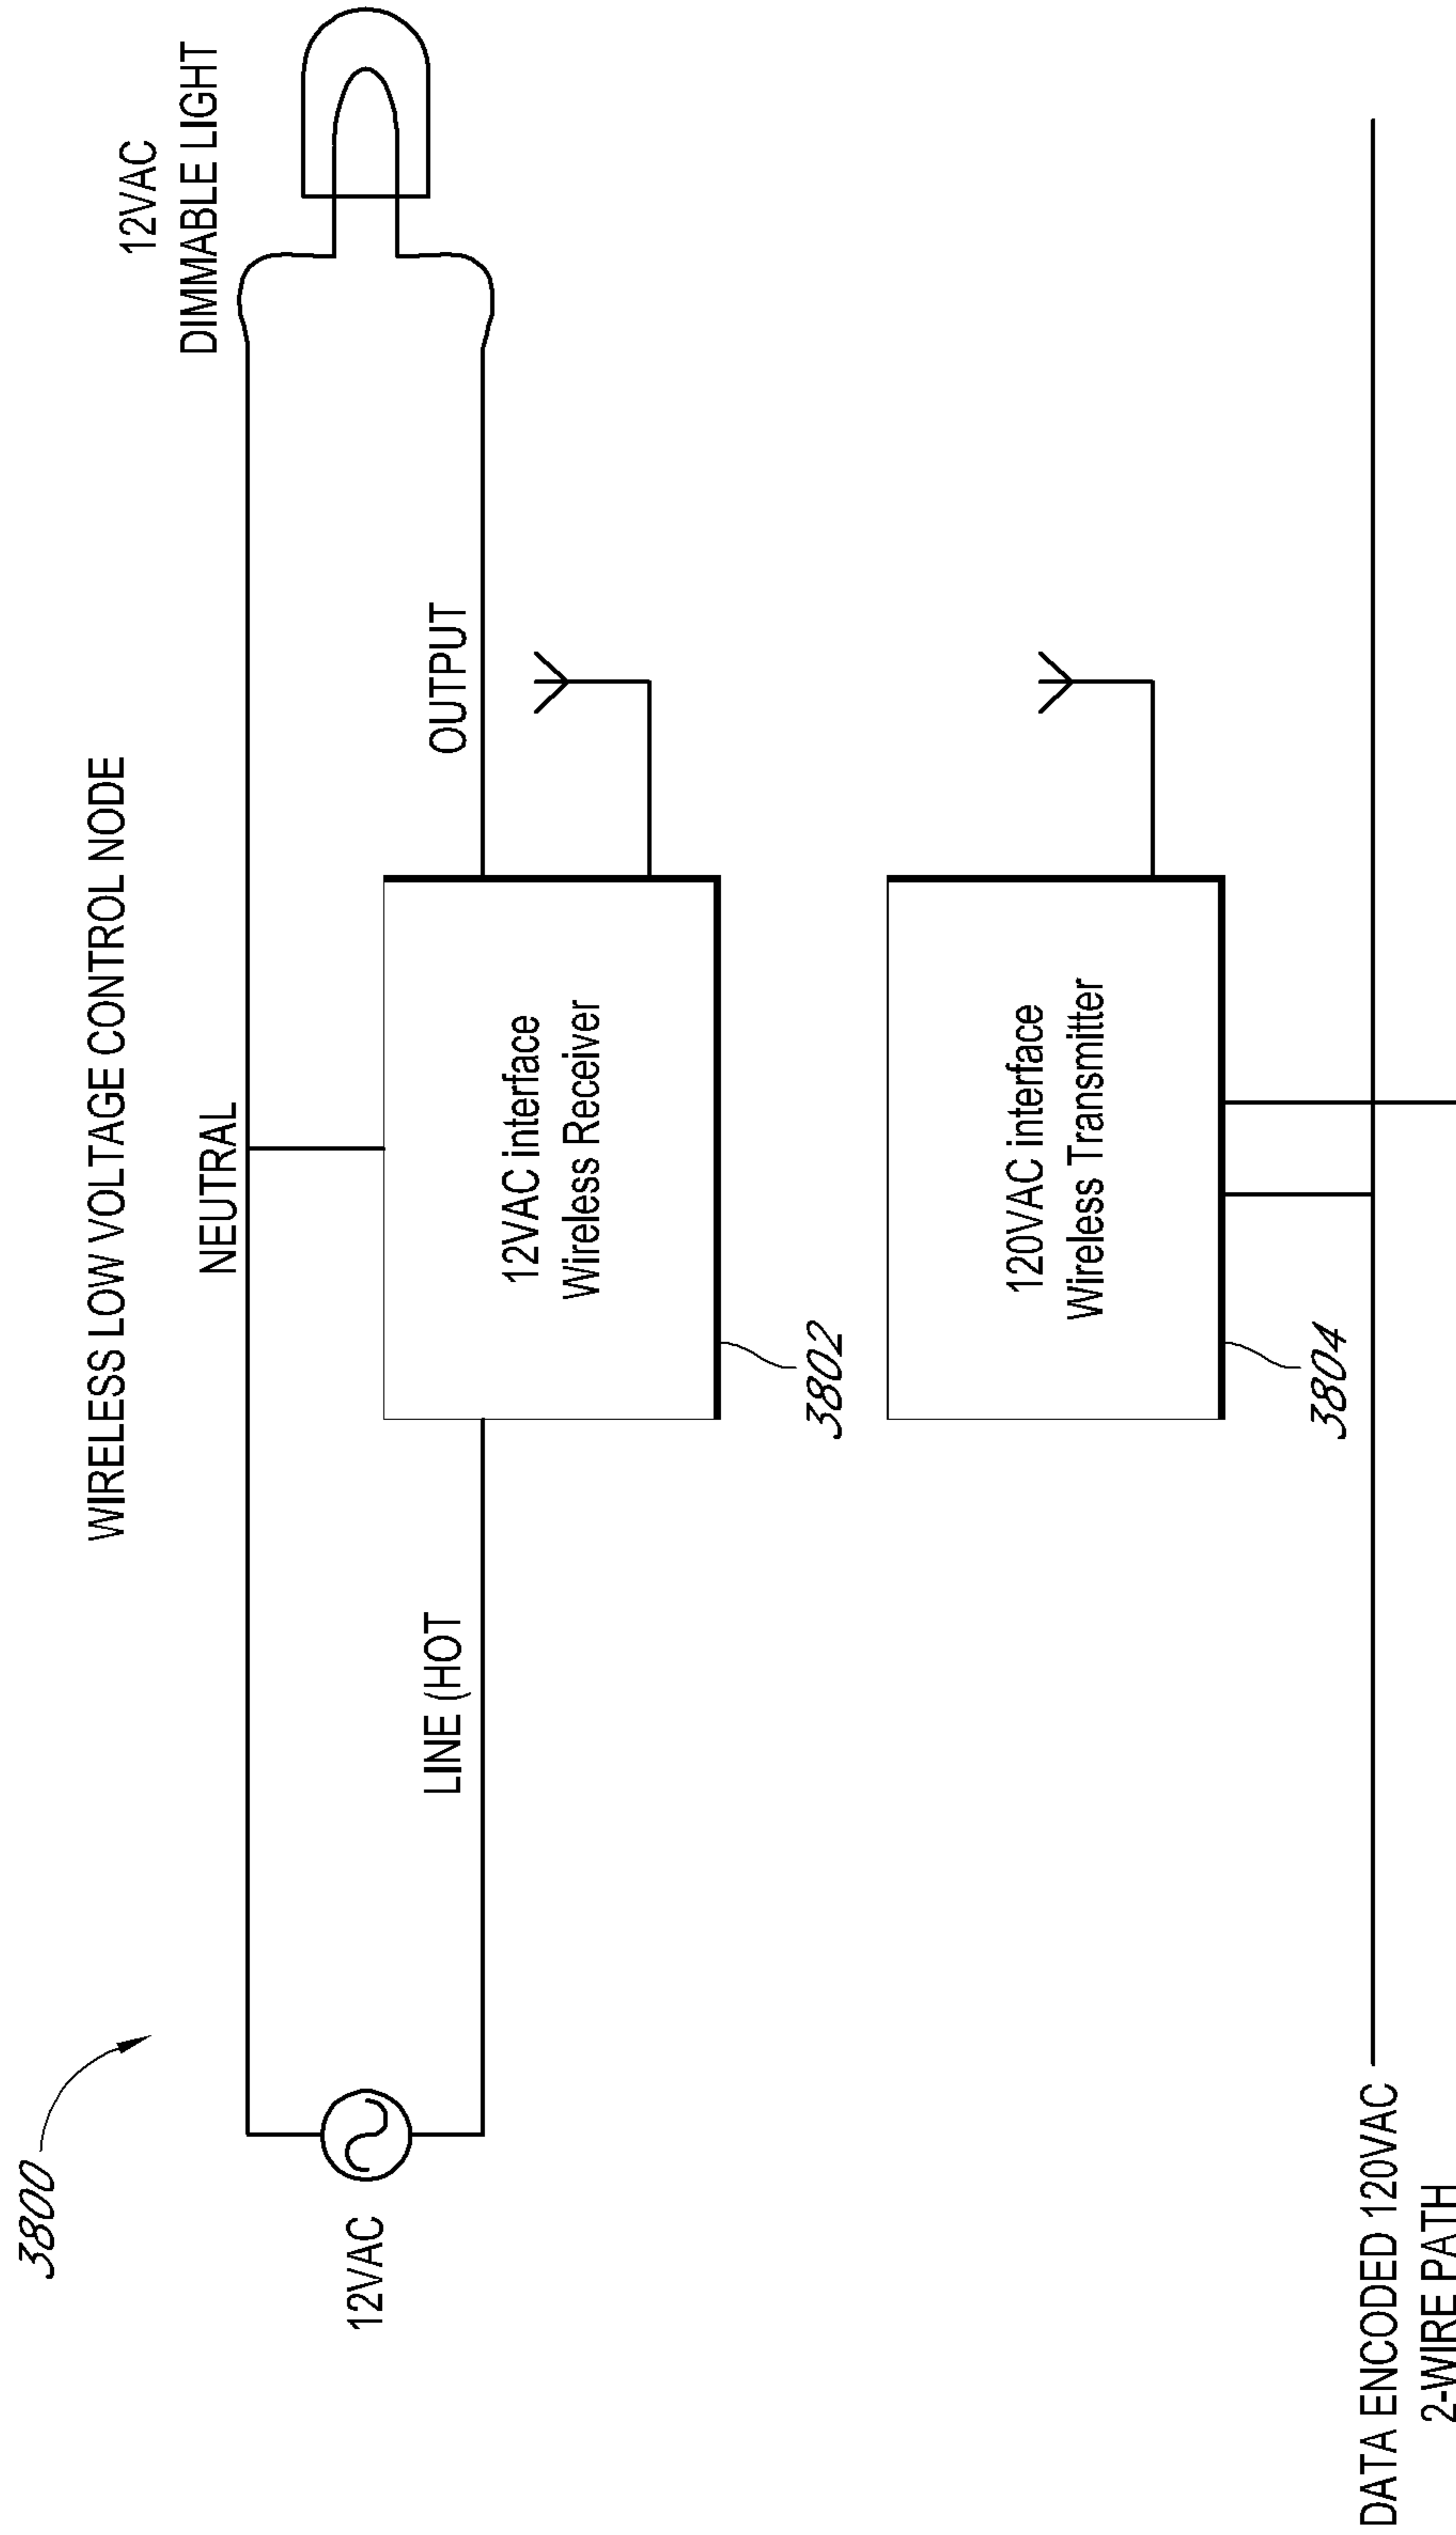 3800
WIRELESS LOW VOLTAGE CONTROL NODE
12VAC
DIMMABLE LIGHT
NEUTRAL
12VAC
LINE (HOT
OUTPUT
12VAC interface
Wireless Receiver
3802
120VAC interface
Wireless Transmitter
3804
DATA ENCODED 120VAC
2-WIRE PATH